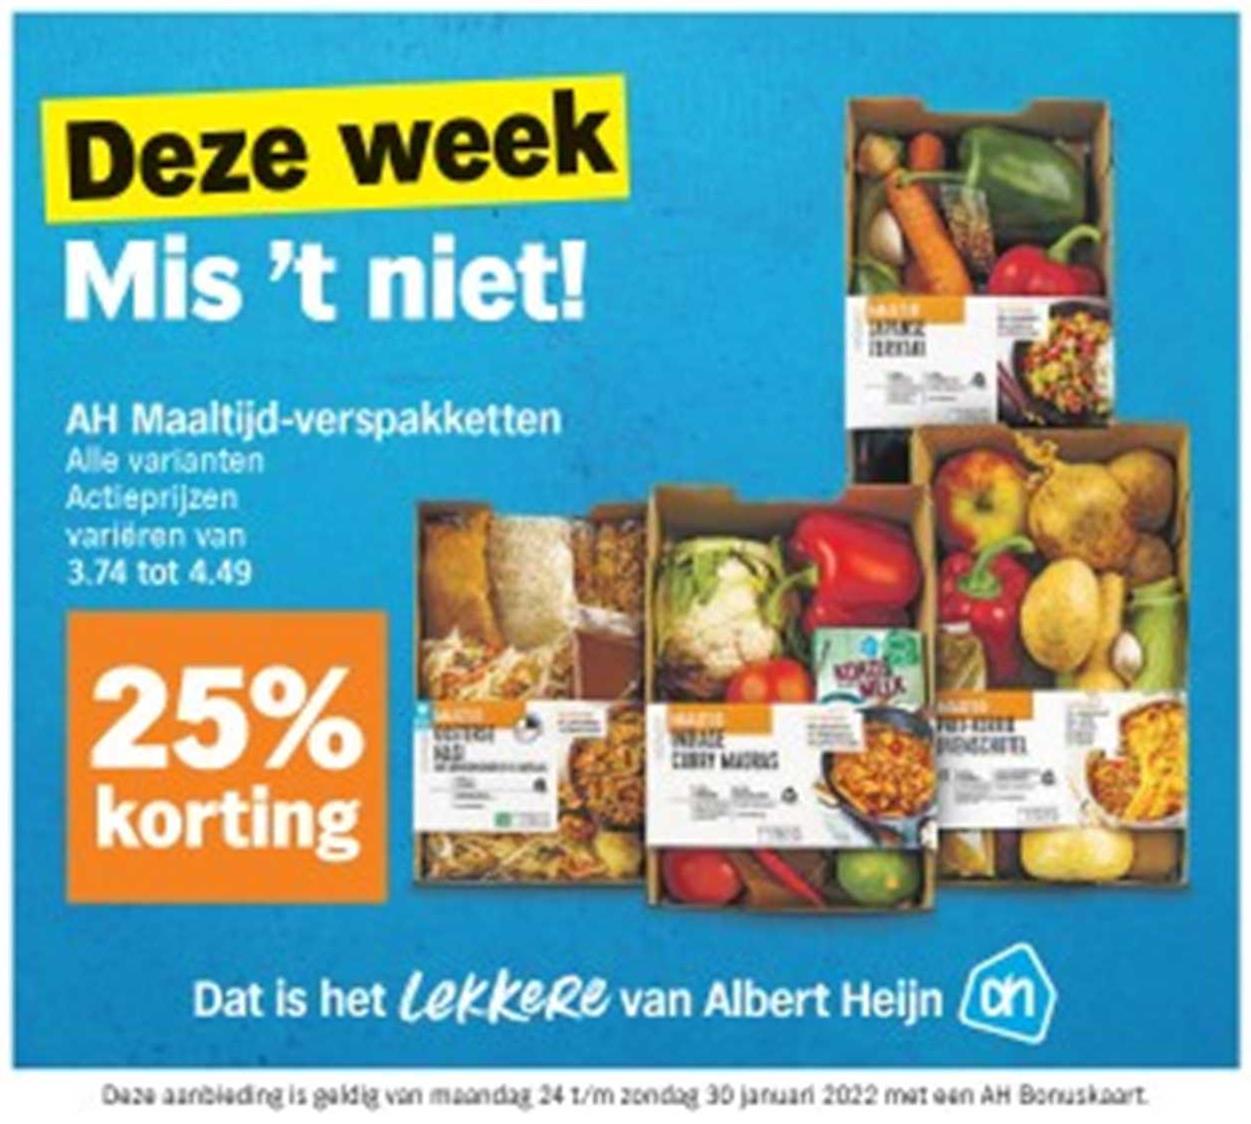 Deze week
Mis 't niet!
AH Maaltijd-verspakketten
Alle varianten
Actieprijzen
variëren van
3.74 tot 4.49
25%
korting
CURRY MADRAS
Dat is het lekkere van Albert Heijn
Deze aanbieding is geldig van maandag 24 t/m zondag 30 januari 2022 met een AH Bonuskaart.